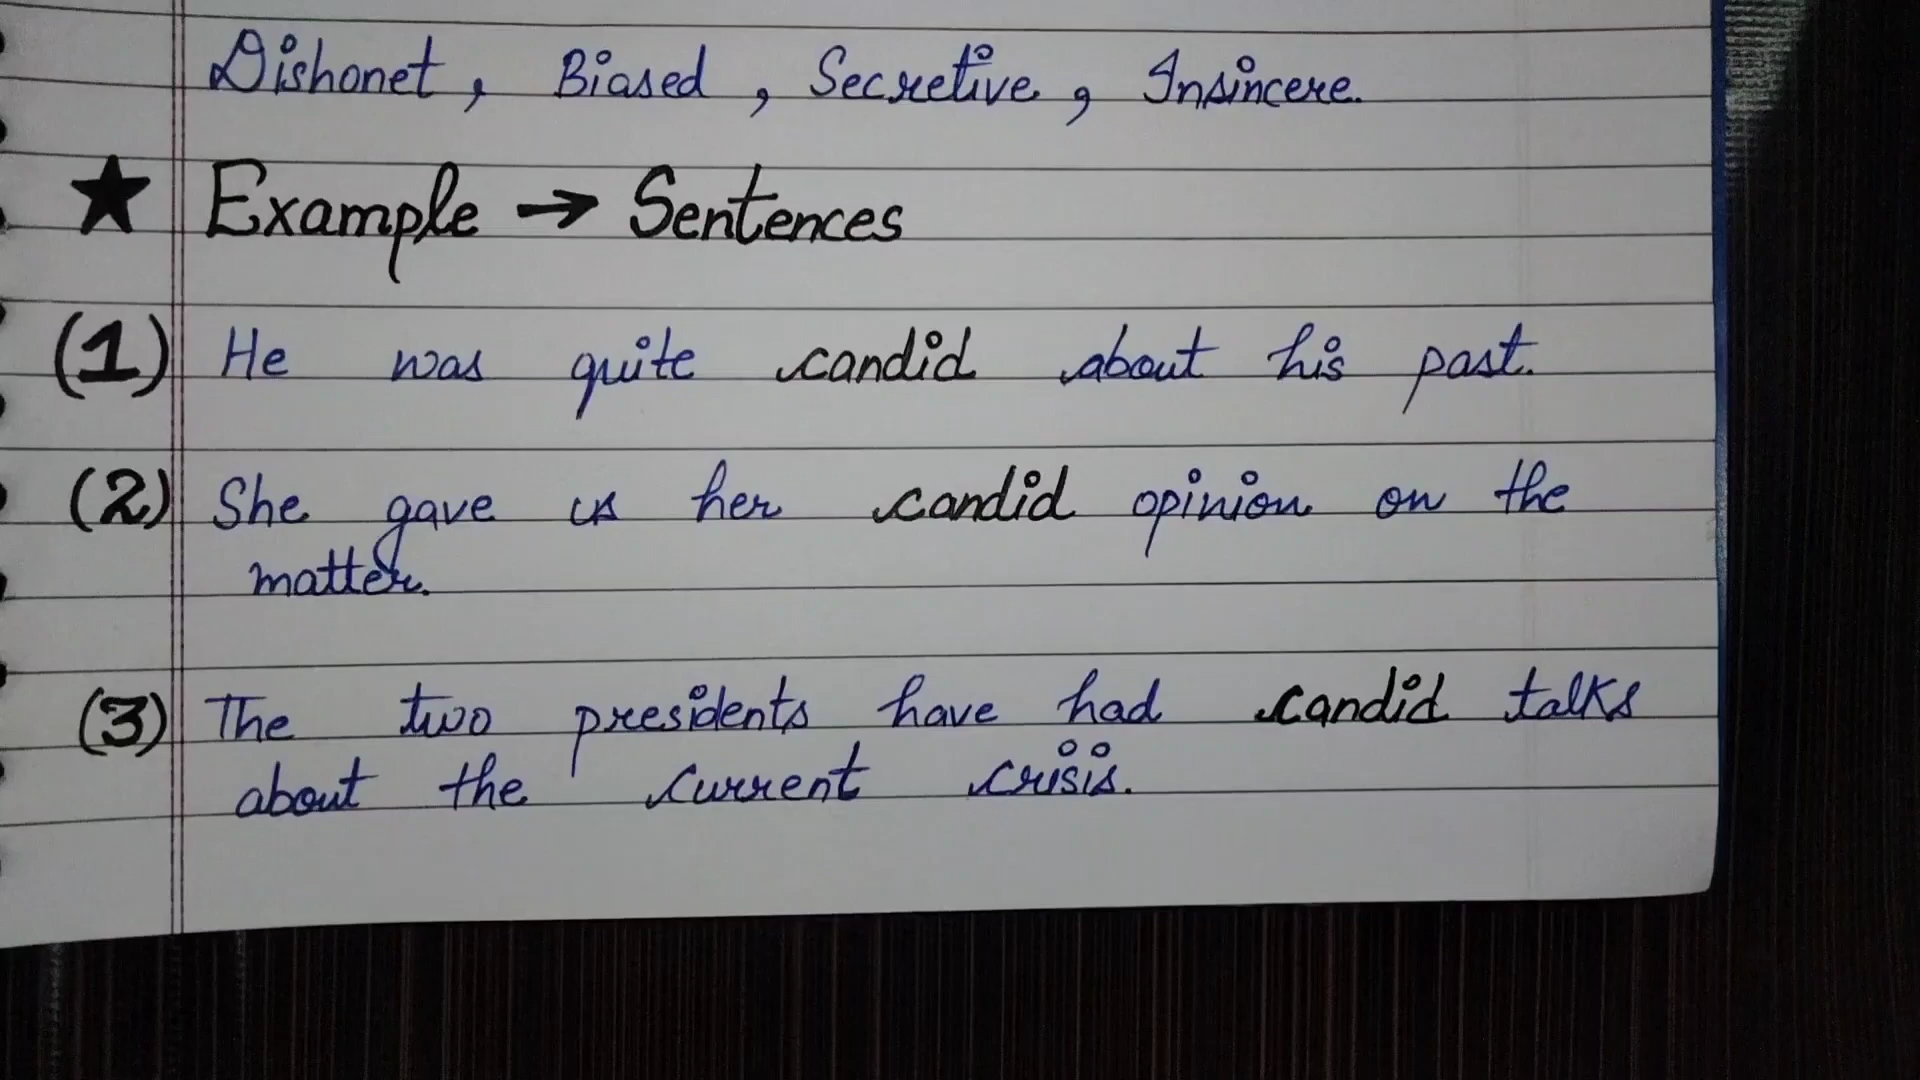 Dishonet, Biased, Secretive, Insincere.
★ Example → Sentences
(1) He was quite candid about his past.
(2) She gave us her candid opinion on the
matter.
(3) The two presidents have had candid talks
about the current crisis.